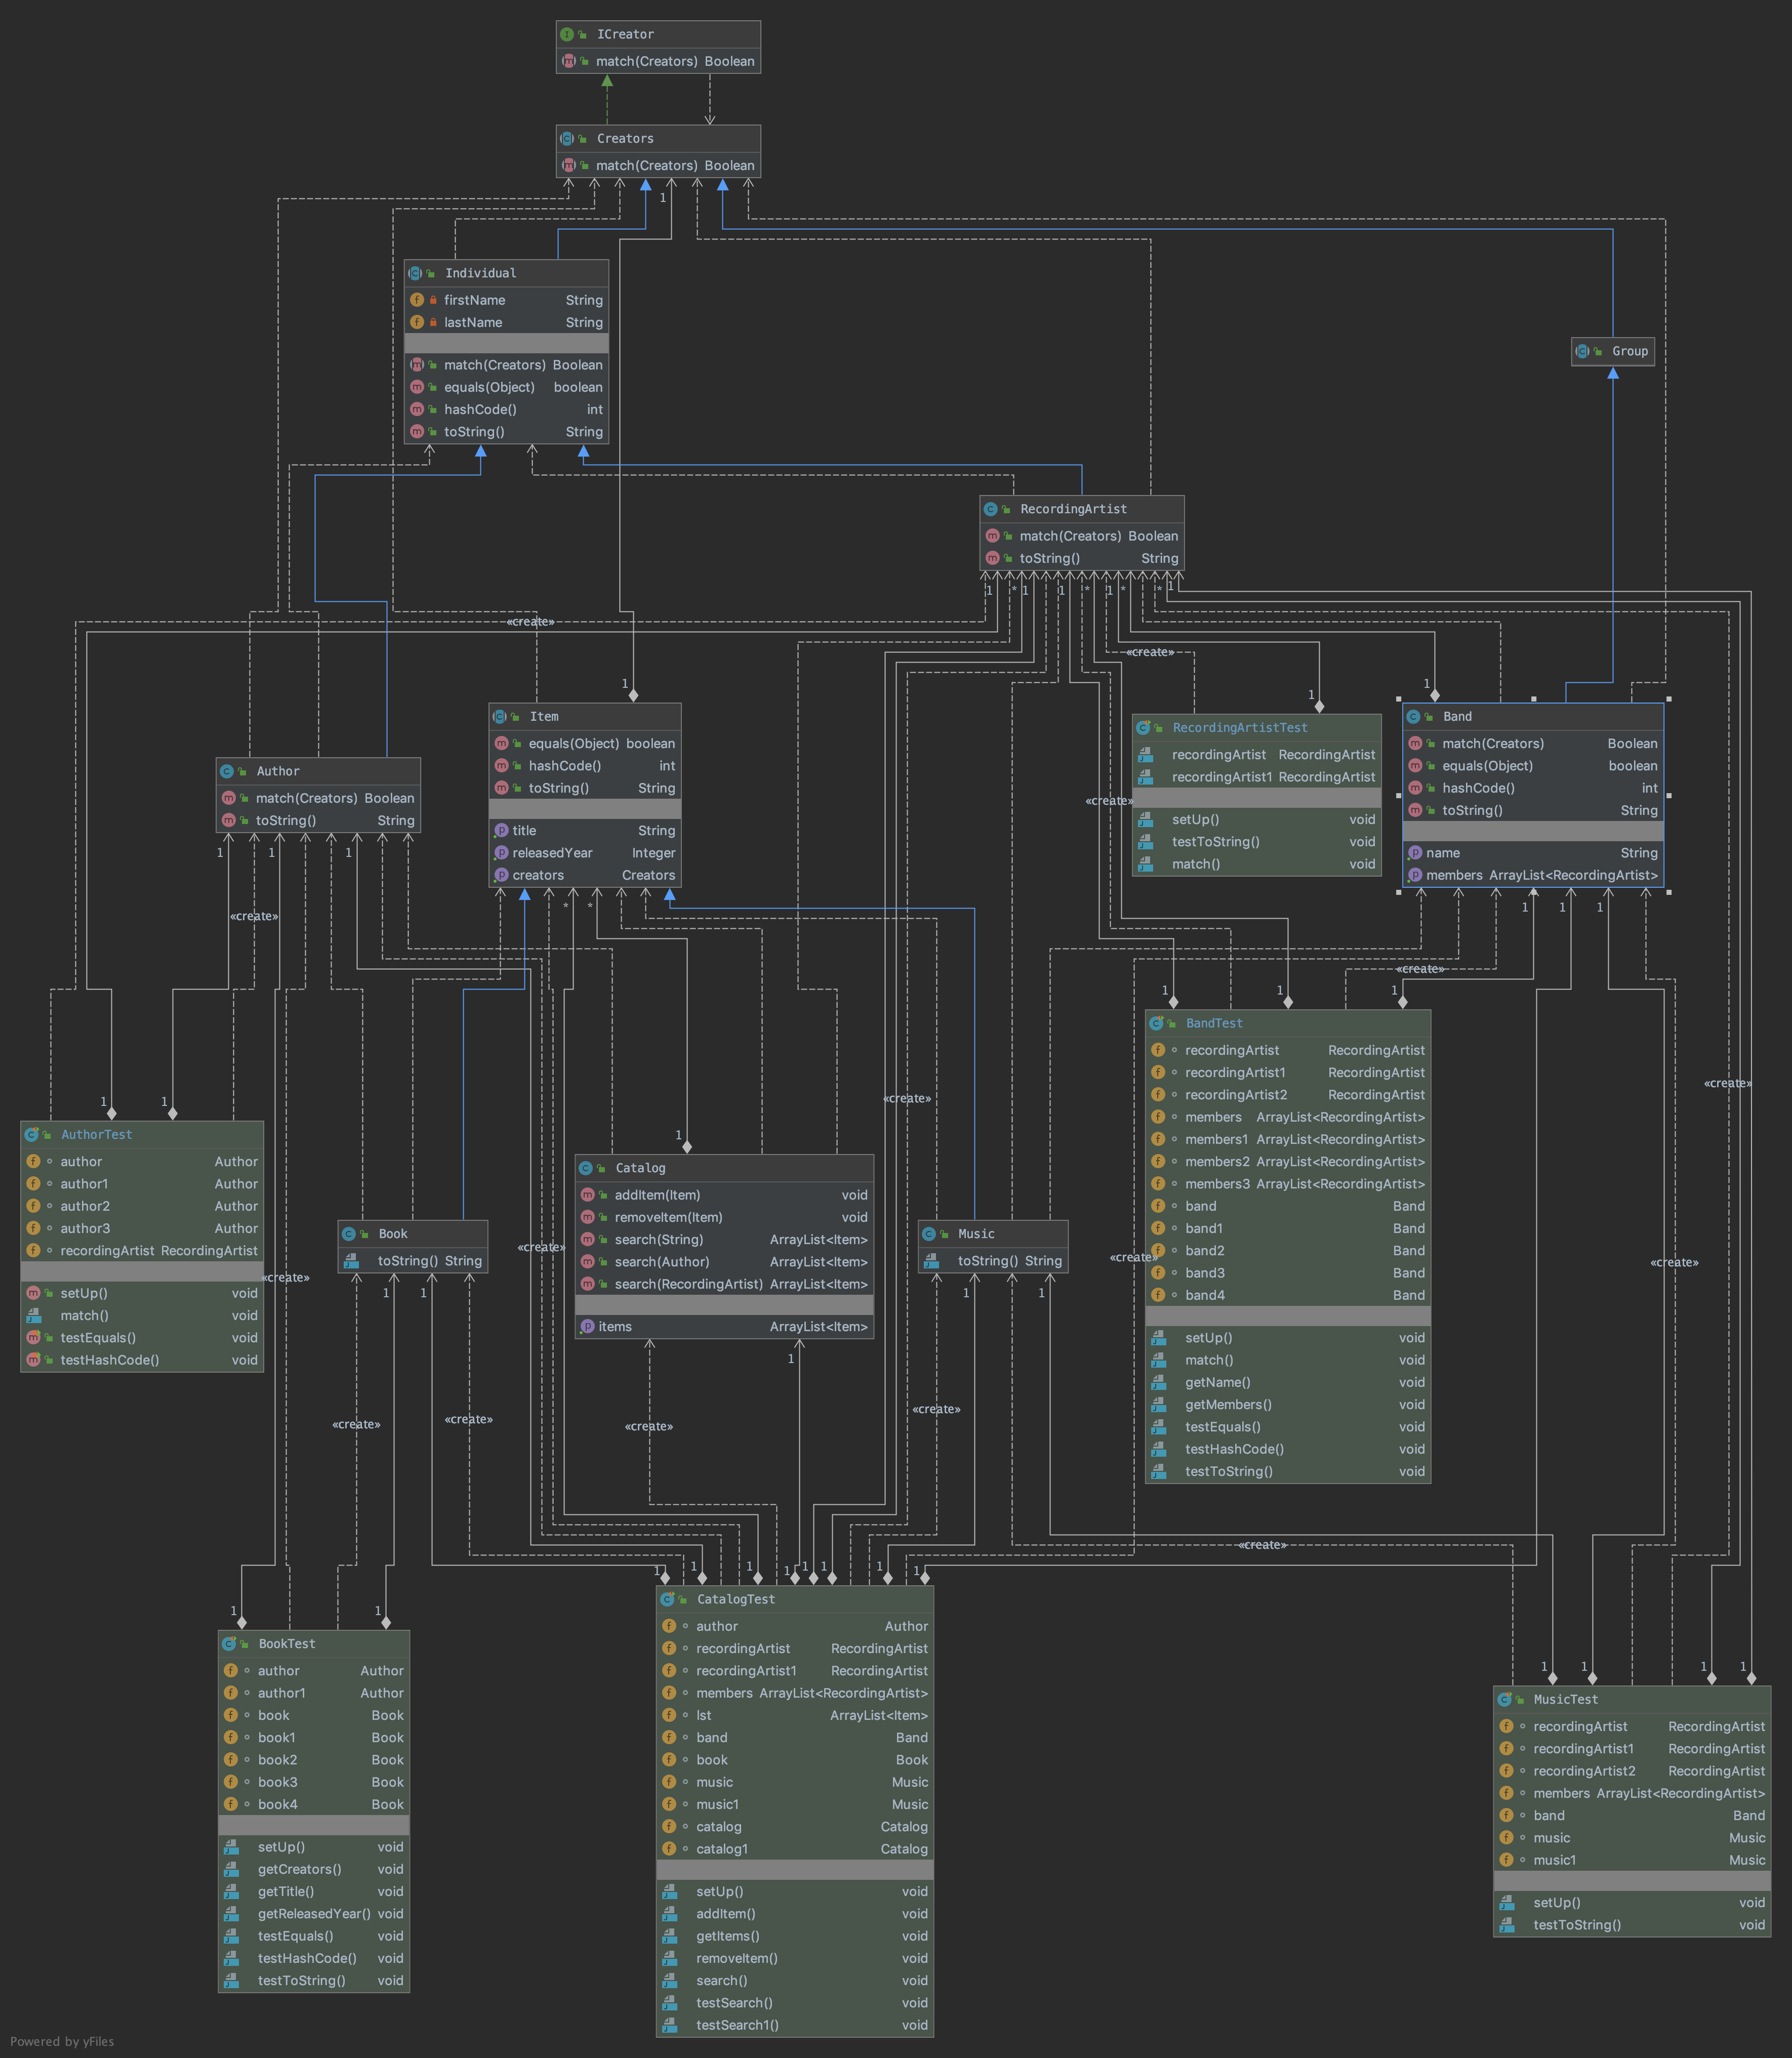 ICreator
match(Creators) Boolean
Creators
match(Creators) Boolean
1
Individual
firstName String
lastName String
match(Creators) Boolean
equals(Object) boolean
hashCode() int
toString() String
Group
RecordingArtist
match(Creators) Boolean
toString() String
1 * 1 1 * 1 * * 1
«create»
«create»
1 1 1
Item
equals(Object) boolean
hashCode() int
toString() String
title String
releasedYear Integer
creators Creators
RecordingArtistTest
recordingArtist RecordingArtist
recordingArtist1 RecordingArtist
setUp() void
testToString() void
match() void
Band
match(Creators) Boolean
equals(Object) boolean
hashCode() int
toString() String
name String
members ArrayList<RecordingArtist>
Author
match(Creators) Boolean
toString() String
«create»
1 1 1
* *
1 1 1
«create»
«create»
1 1 1
BandTest
recordingArtist RecordingArtist
recordingArtist1 RecordingArtist
recordingArtist2 RecordingArtist
members ArrayList<RecordingArtist>
members1 ArrayList<RecordingArtist>
members2 ArrayList<RecordingArtist>
members3 ArrayList<RecordingArtist>
band Band
band1 Band
band2 Band
band3 Band
band4 Band
setUp() void
match() void
getName() void
getMembers() void
testEquals() void
testHashCode() void
testToString() void
1 1
AuthorTest
author Author
author1 Author
author2 Author
author3 Author
recordingArtist RecordingArtist
setUp() void
match() void
testEquals() void
testHashCode() void
«create»
«create»
1
Catalog
addItem(Item) void
removeItem(Item) void
search(String) ArrayList<Item>
search(Author) ArrayList<Item>
search(RecordingArtist) ArrayList<Item>
items ArrayList<Item>
Book
toString() String
Music
toString() String
«create»
«create»
«create»
«create»
1 1
1
1 1
«create»
«create»
«create»
«create»
«create»
1 1
1 1 1 1 1 1 1 1
1 1 1 1
BookTest
author Author
author1 Author
book Book
book1 Book
book2 Book
book3 Book
book4 Book
setUp() void
getCreators() void
getTitle() void
getReleasedYear() void
testEquals() void
testHashCode() void
testToString() void
CatalogTest
author Author
recordingArtist RecordingArtist
recordingArtist1 RecordingArtist
members ArrayList<RecordingArtist>
lst ArrayList<Item>
band Band
book Book
music Music
music1 Music
catalog Catalog
catalog1 Catalog
setUp() void
addItem() void
getItems() void
removeItem() void
search() void
testSearch() void
testSearch1() void
MusicTest
recordingArtist RecordingArtist
recordingArtist1 RecordingArtist
recordingArtist2 RecordingArtist
members ArrayList<RecordingArtist>
band Band
music Music
music1 Music
setUp() void
testToString() void
Powered by yFiles